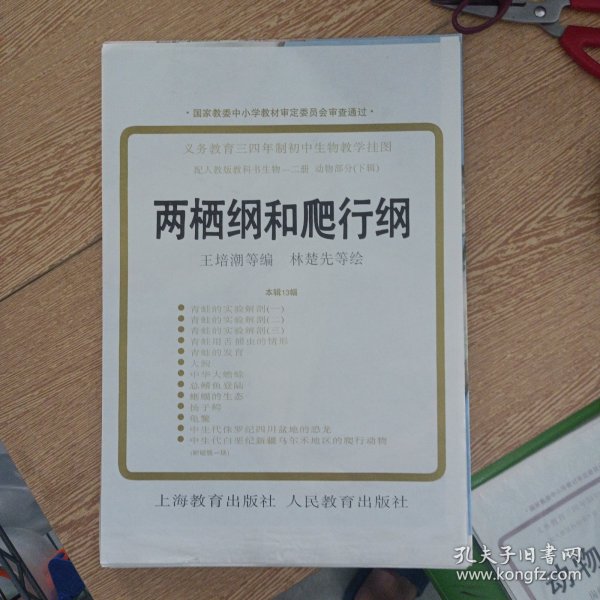 · 国家教委中小学教材审定委员会审查通过 ·
义务教育三四年制初中生物教学挂图
配人教版教科书生物一二册 动物部分(下辑)
两栖纲和爬行纲
王培潮等编 林楚先等绘
本辑13幅
● 青蛙的实验解剖(一)
● 青蛙的实验解剖(二)
● 青蛙的实验解剖(三)
● 青蛙用舌捕虫的情形
● 青蛙的发育
● 大鲵
● 中华大蟾蜍
● 总鳍鱼登陆
● 蜥蜴的生态
● 扬子鳄
● 龟鳖
● 中生代侏罗纪四川盆地的恐龙
● 中生代白垩纪新疆乌尔禾地区的爬行动物
上海教育出版社 人民教育出版社
动物
孔夫子旧书网
www.kongfz.com